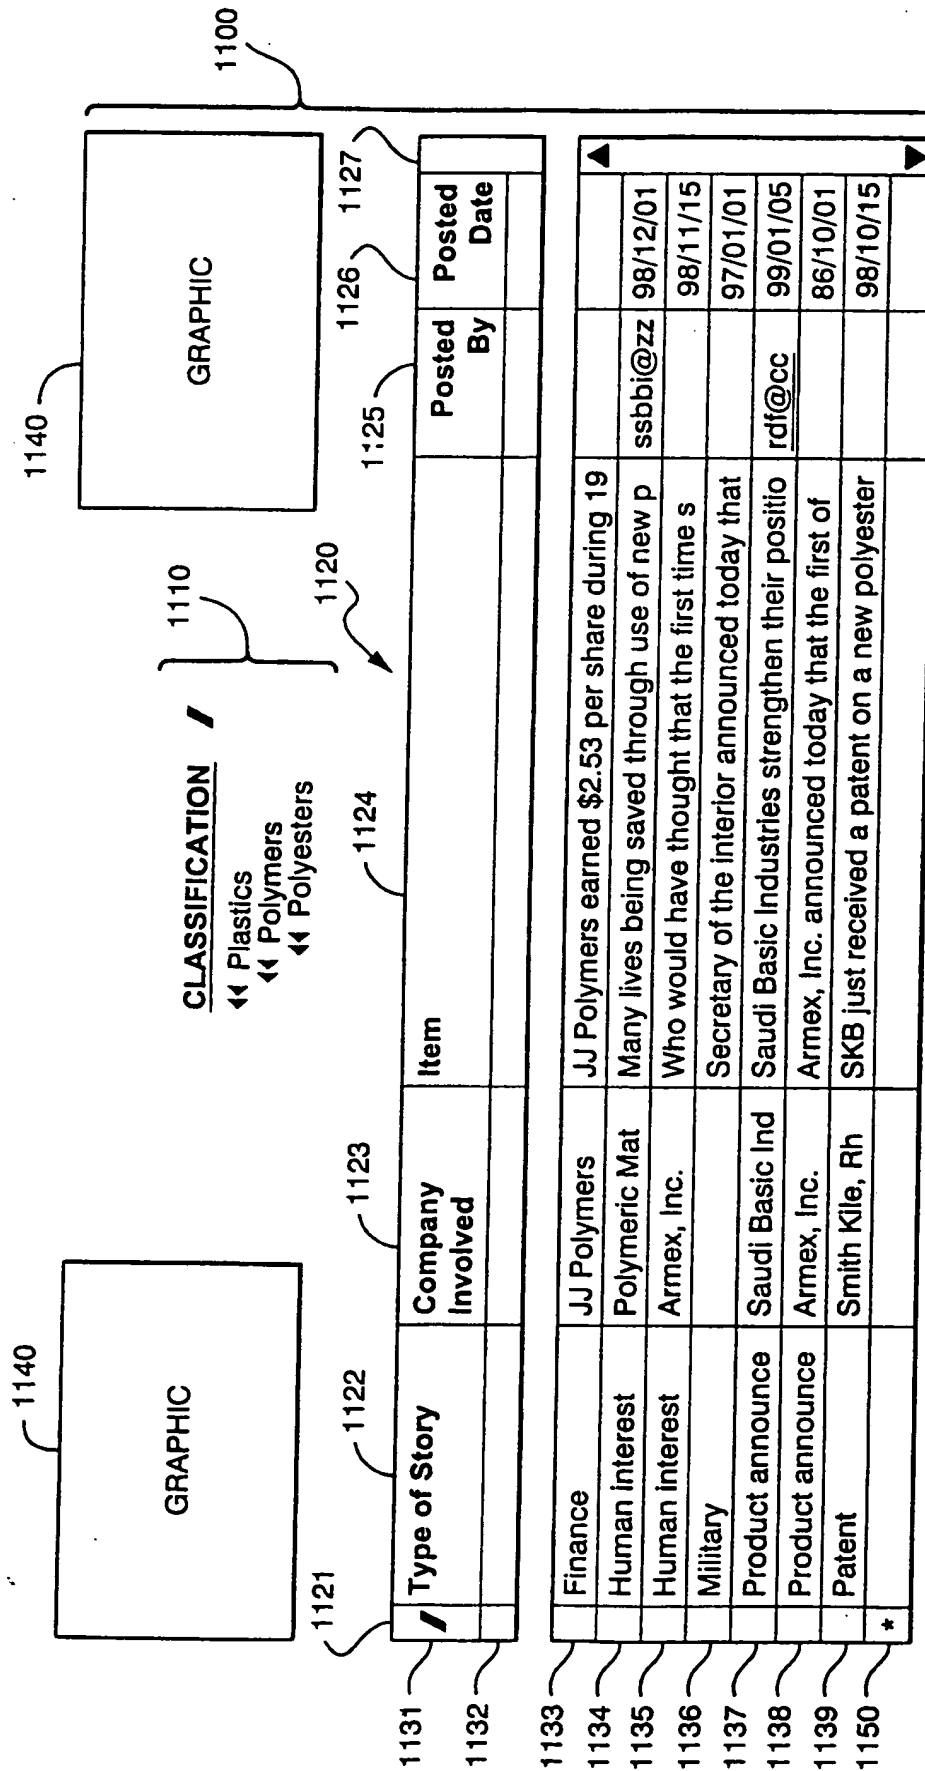 1140
1140
1100
GRAPHIC
GRAPHIC
CLASSIFICATION
Plastics
Polymers
Polyesters
1110
1120
1121
1122
1123
1124
1125
1126
1127
1131
Type of Story
Company Involved
Item
Posted By
Posted Date
1132
1133
Finance
JJ Polymers
JJ Polymers earned $2.53 per share during 19
1134
Human interest
Polymeric Mat
Many lives being saved through use of new p
ssbbi@zz
98/12/01
1135
Human interest
Armex, Inc.
Who would have thought that the first time s
98/11/15
1136
Military
Secretary of the interior announced today that
97/01/01
1137
Product announce
Saudi Basic Ind
Saudi Basic Industries strengthen their positio
rdf@cc
99/01/05
1138
Product announce
Armex, Inc.
Armex, Inc. announced today that the first of
86/10/01
1139
Patent
Smith Kile, Rh
SKB just received a patent on a new polyester
98/10/15
1150
*